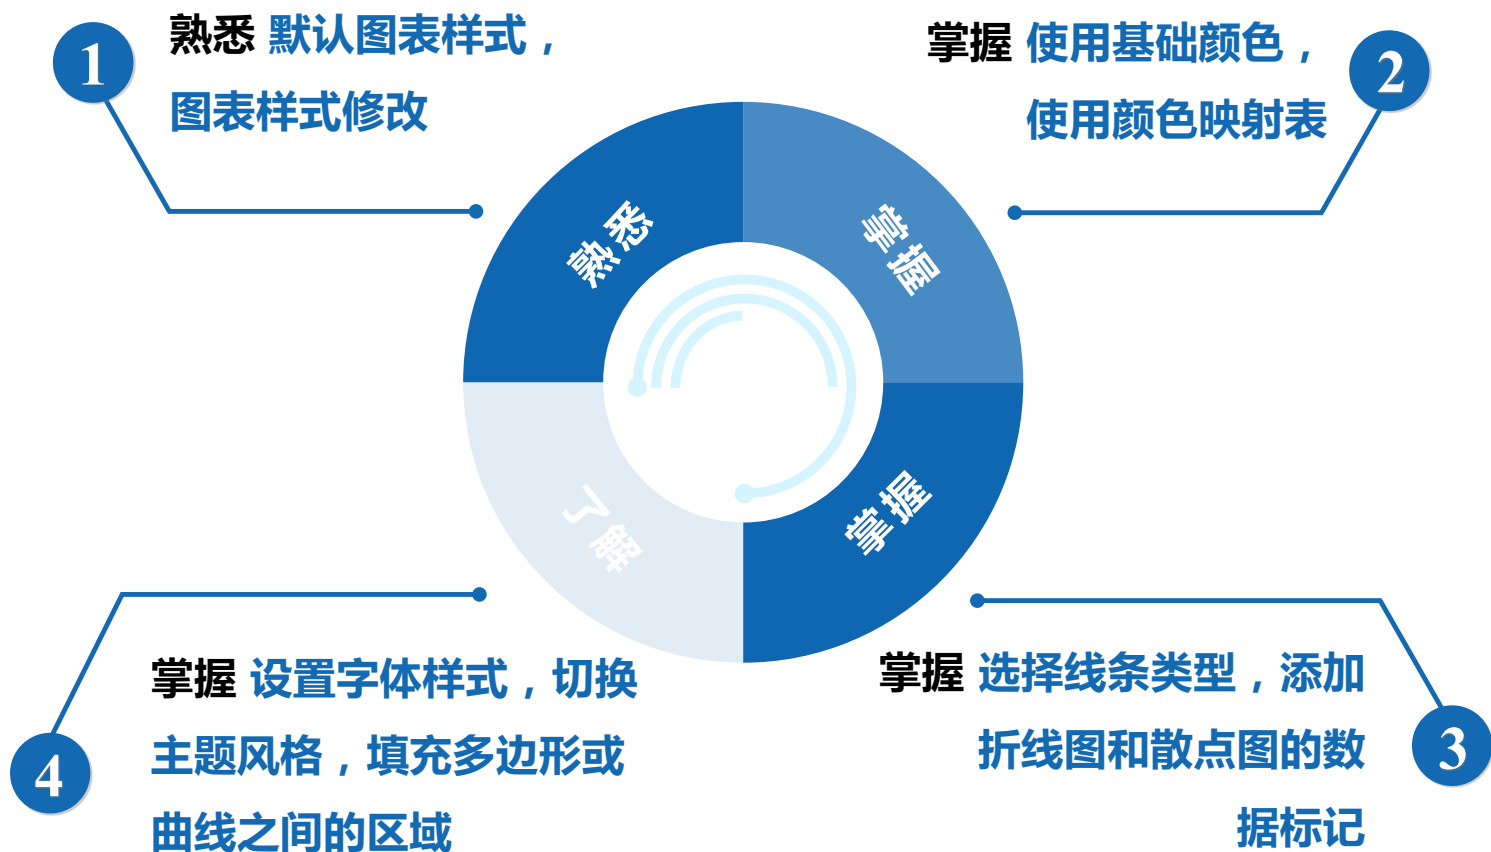 1
熟悉 默认图表样式，
图表样式修改
掌握 使用基础颜色，
使用颜色映射表
2
熟悉
掌握
了解
掌握
掌握 设置字体样式，切换
主题风格，填充多边形或
曲线之间的区域
4
掌握 选择线条类型，添加
折线图和散点图的数
据标记
3